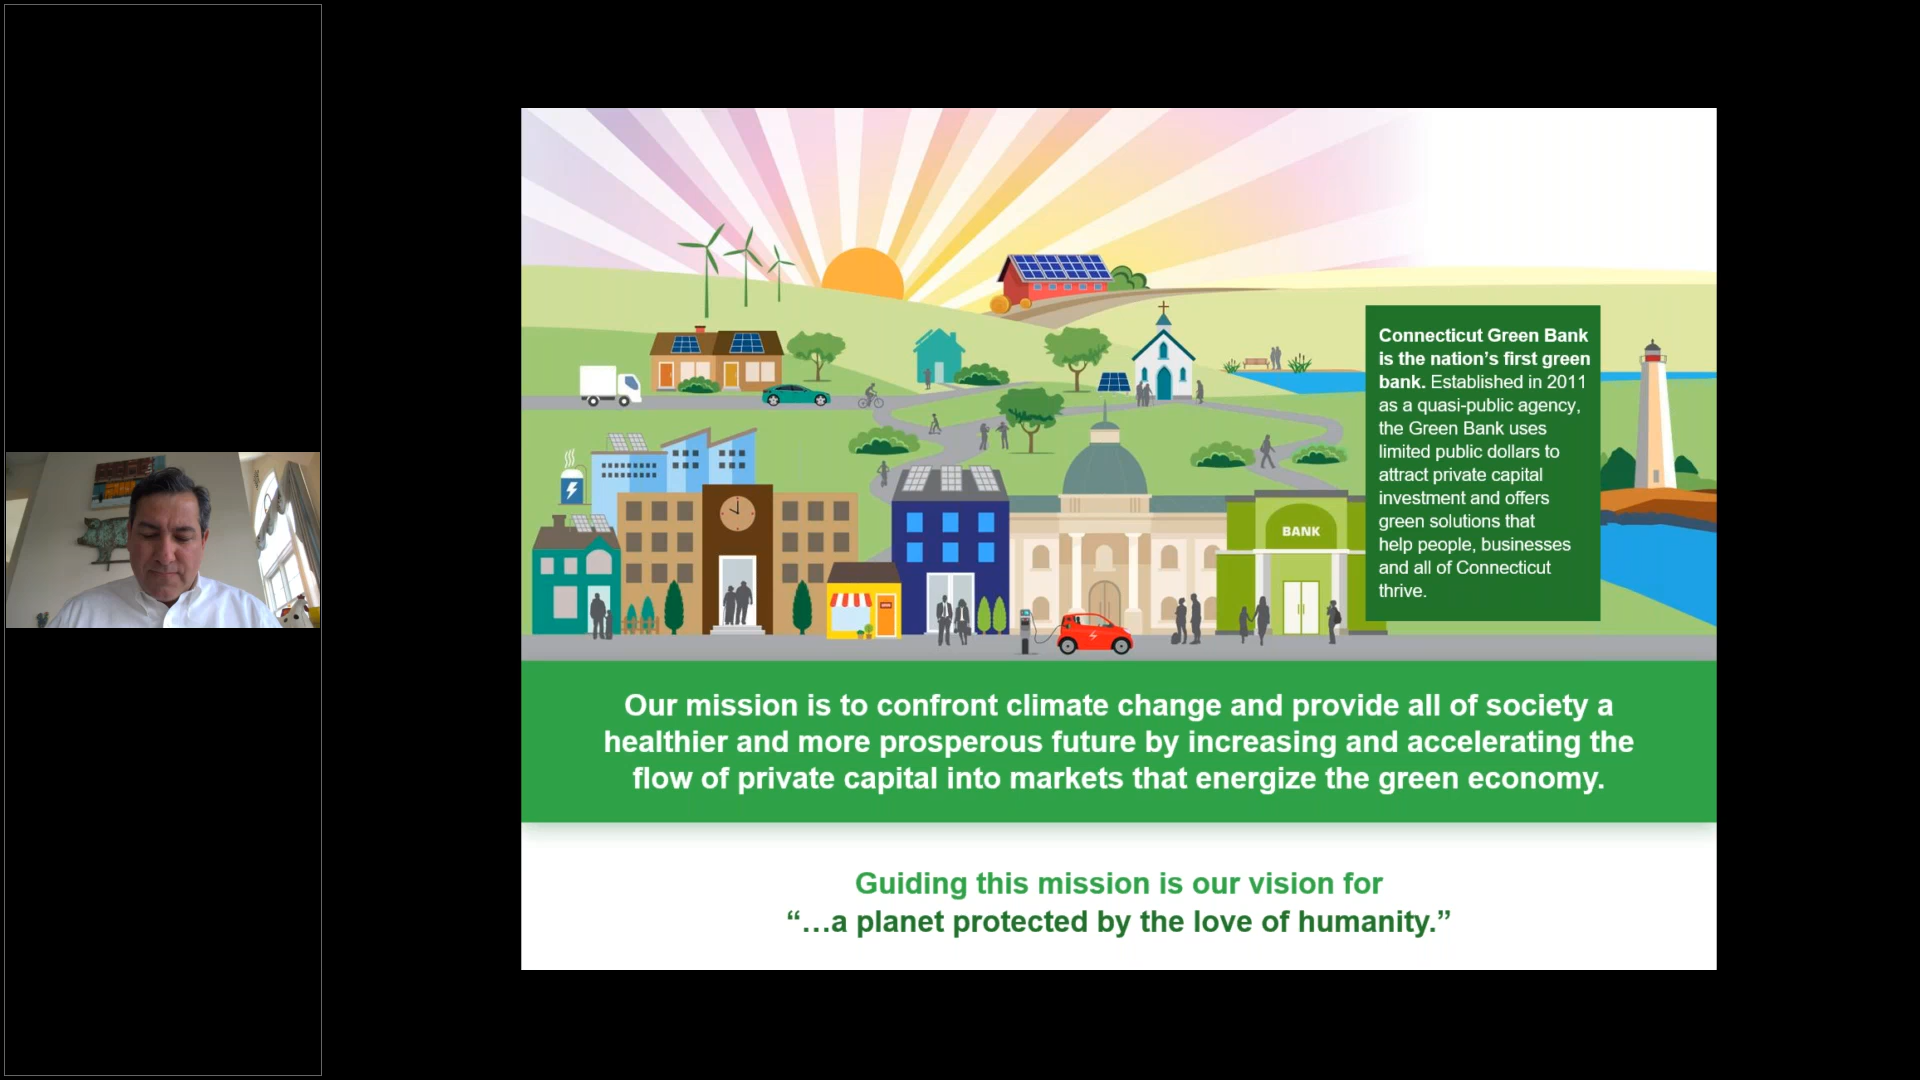 Connecticut Green Bank
is the nation’s first green
bank. Established in 2011
as a quasi-public agency,
the Green Bank uses
limited public dollars to
attract private capital
investment and offers
green solutions that
help people, businesses
and all of Connecticut
thrive.
BANK
Our mission is to confront climate change and provide all of society a
healthier and more prosperous future by increasing and accelerating the
flow of private capital into markets that energize the green economy.
Guiding this mission is our vision for
“…a planet protected by the love of humanity.”